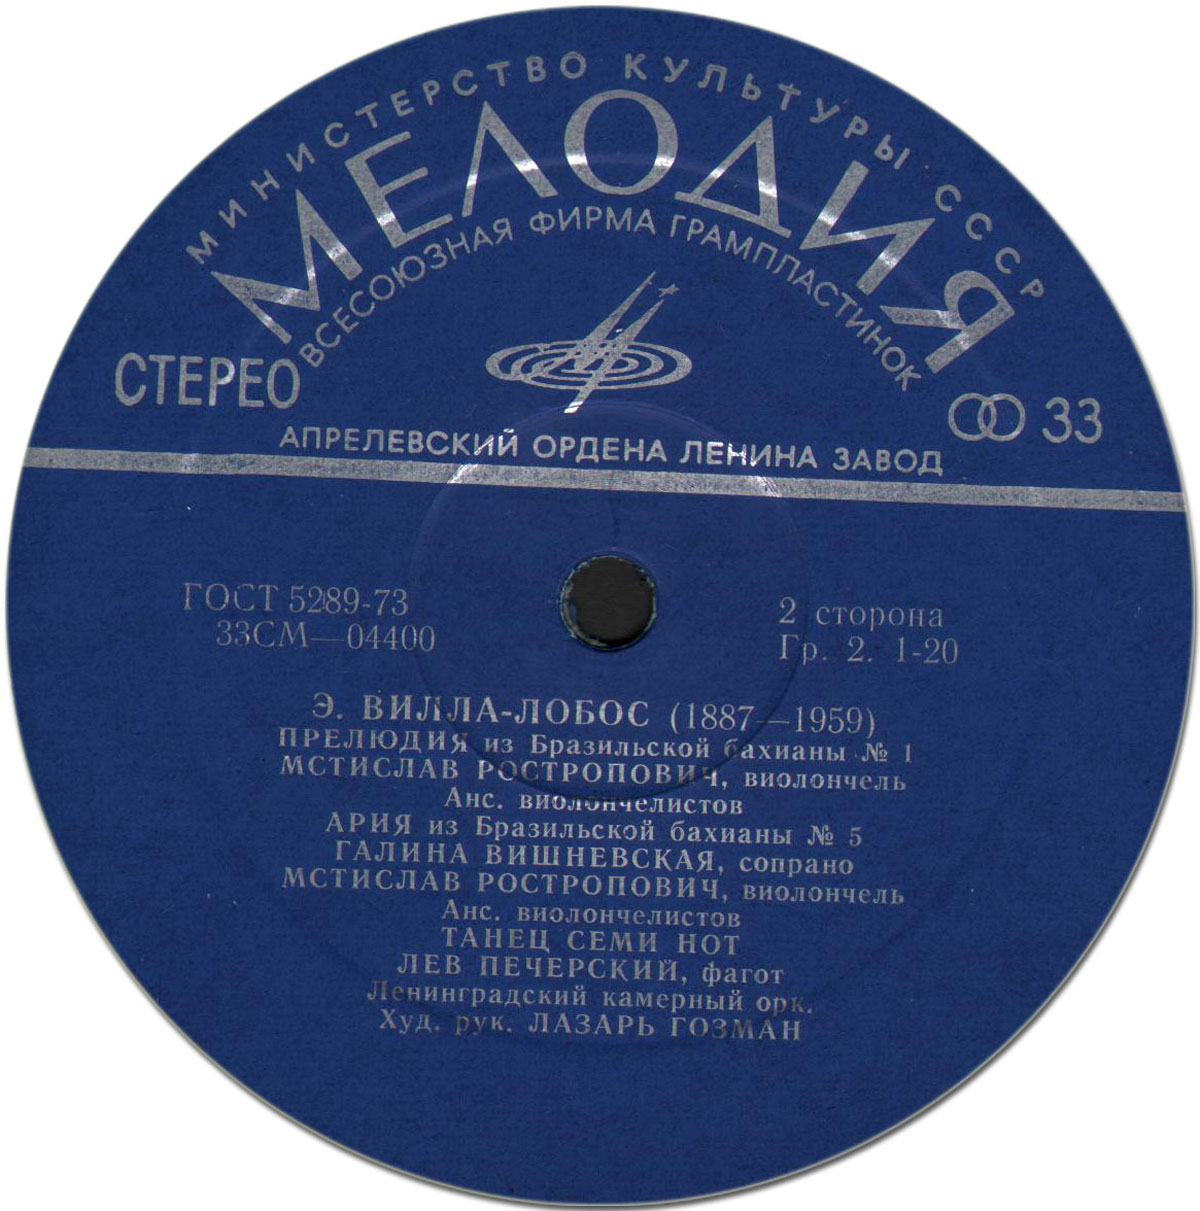 МИНИСТЕРСТВО КУЛЬТУРЫ СССР
МЕЛОДИЯ
ВСЕСОЮЗНАЯ ФИРМА ГРАМПЛАСТИНОК
СТЕРЕО
33
АПРЕЛЕВСКИЙ ОРДЕНА ЛЕНИНА ЗАВОД
ГОСТ 5289-73
33СМ—04400
2 сторона
Гр. 2. 1-20
Э. ВИЛЛА-ЛОБОС (1887—1959)
ПРЕЛЮДИЯ из Бразильской бахианы № 1
МСТИСЛАВ РОСТРОПОВИЧ, виолончель
Анс. виолончелистов
АРИЯ из Бразильской бахианы № 5
ГАЛИНА ВИШНЕВСКАЯ, сопрано
МСТИСЛАВ РОСТРОПОВИЧ, виолончель
Анс. виолончелистов
ТАНЕЦ СЕМИ НОТ
ЛЕВ ПЕЧЕРСКИЙ, фагот
Ленинградский камерный орк.
Худ. рук. ЛАЗАРЬ ГОЗМАН